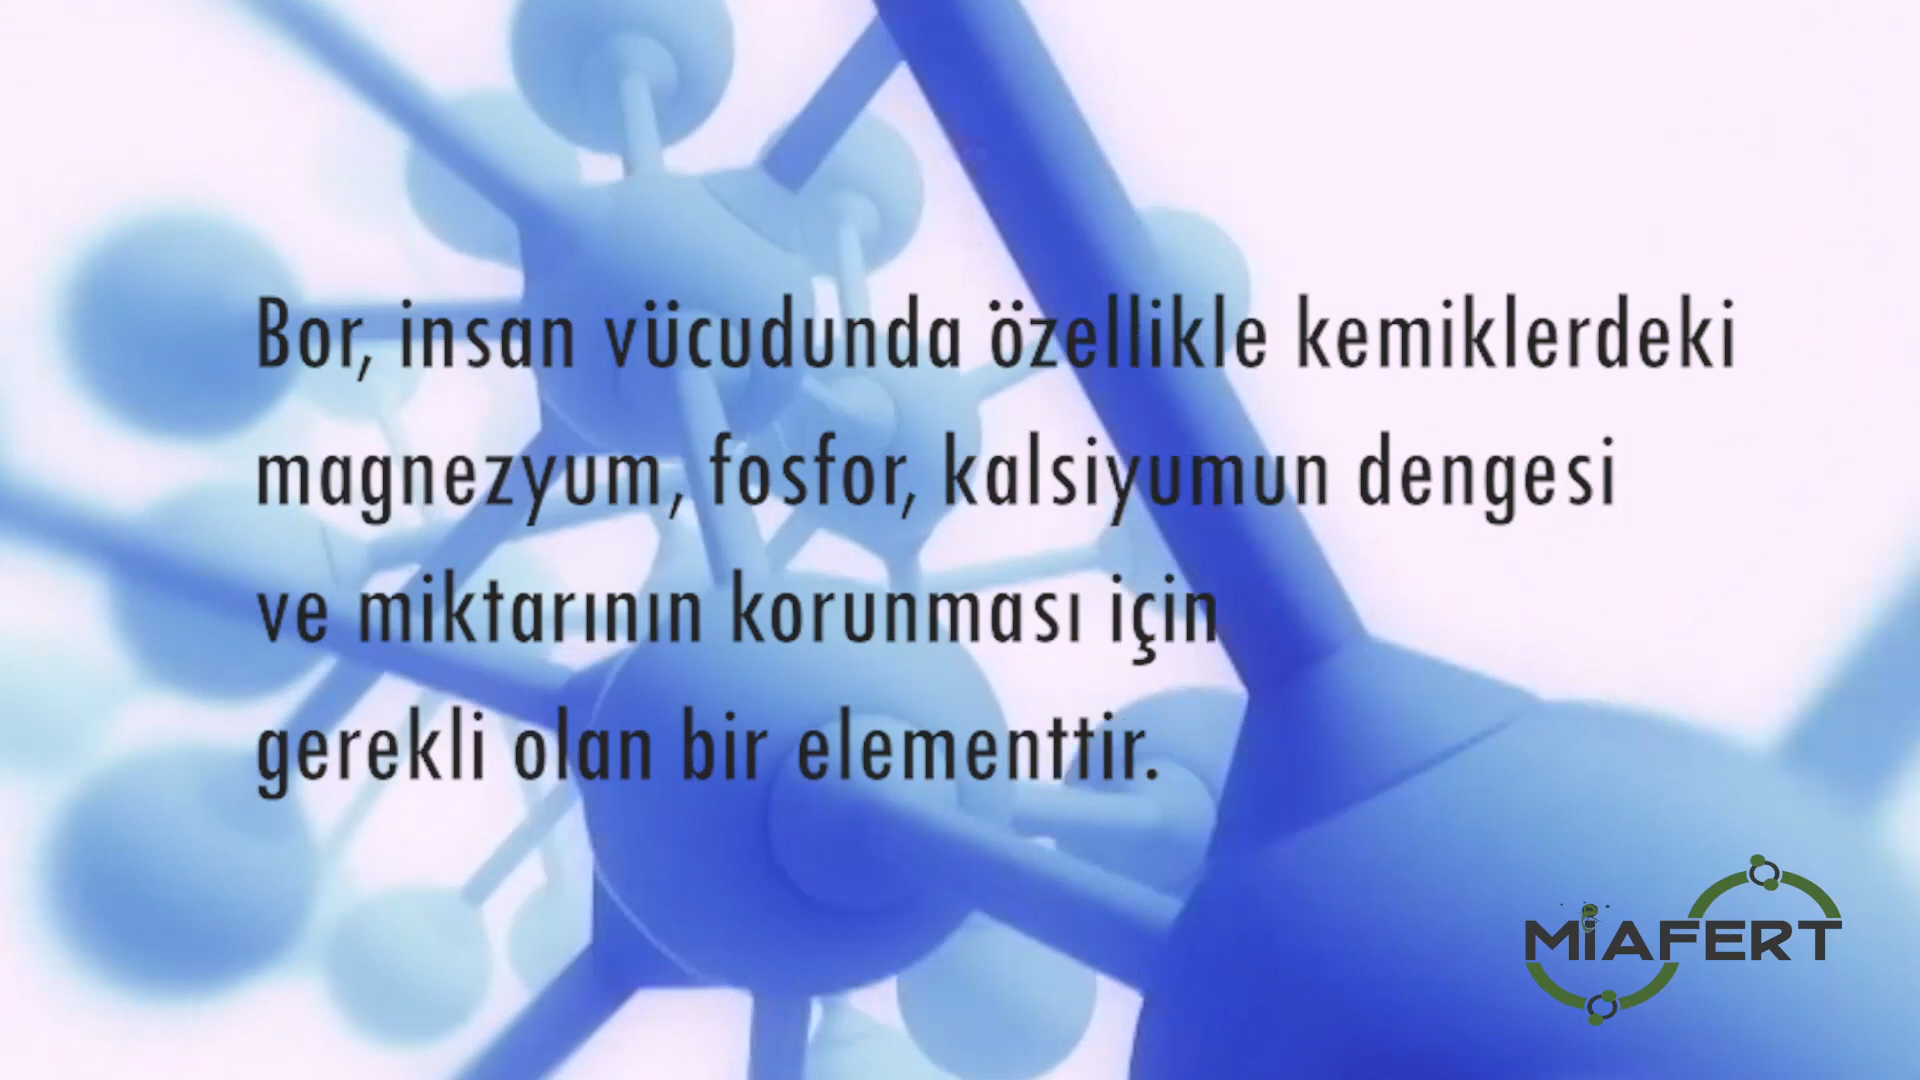 Bor, insan vücudunda özellikle kemiklerdeki
magnezyum, fosfor, kalsiyumun dengesi
ve miktarının korunması için
gerekli olan bir elementtir.
MiAFERT